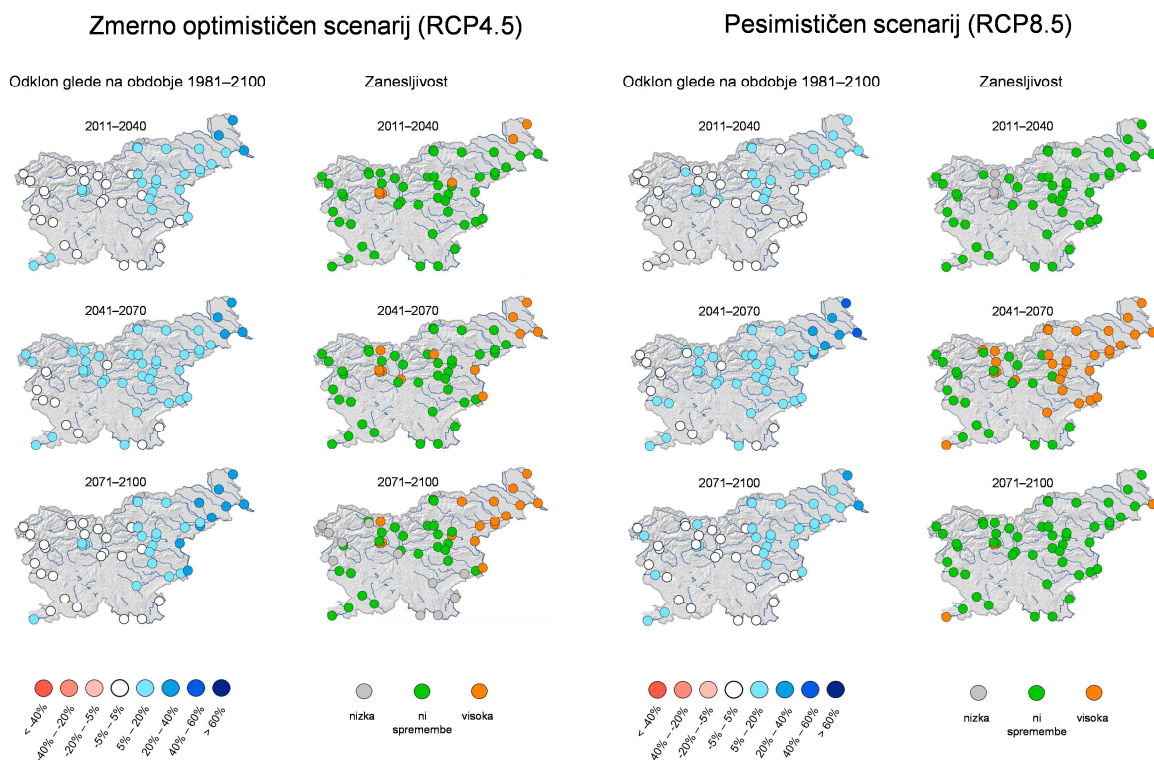 Zmerno optimističen scenarij (RCP4.5)
Pesimističen scenarij (RCP8.5)
Odklon glede na obdobje 1981–2100
Zanesljivost
Odklon glede na obdobje 1981–2100
Zanesljivost
2011–2040
2011–2040
2011–2040
2011–2040
2041–2070
2041–2070
2041–2070
2041–2070
2071–2100
2071–2100
2071–2100
2071–2100
< -40%
-40% – -20%
-20% – -5%
-5% – 5%
5% – 20%
20% – 40%
40% – 60%
> 60%
nizka
ni
spremembe
visoka
< -40%
-40% – -20%
-20% – -5%
-5% – 5%
5% – 20%
20% – 40%
40% – 60%
> 60%
nizka
ni
spremembe
visoka